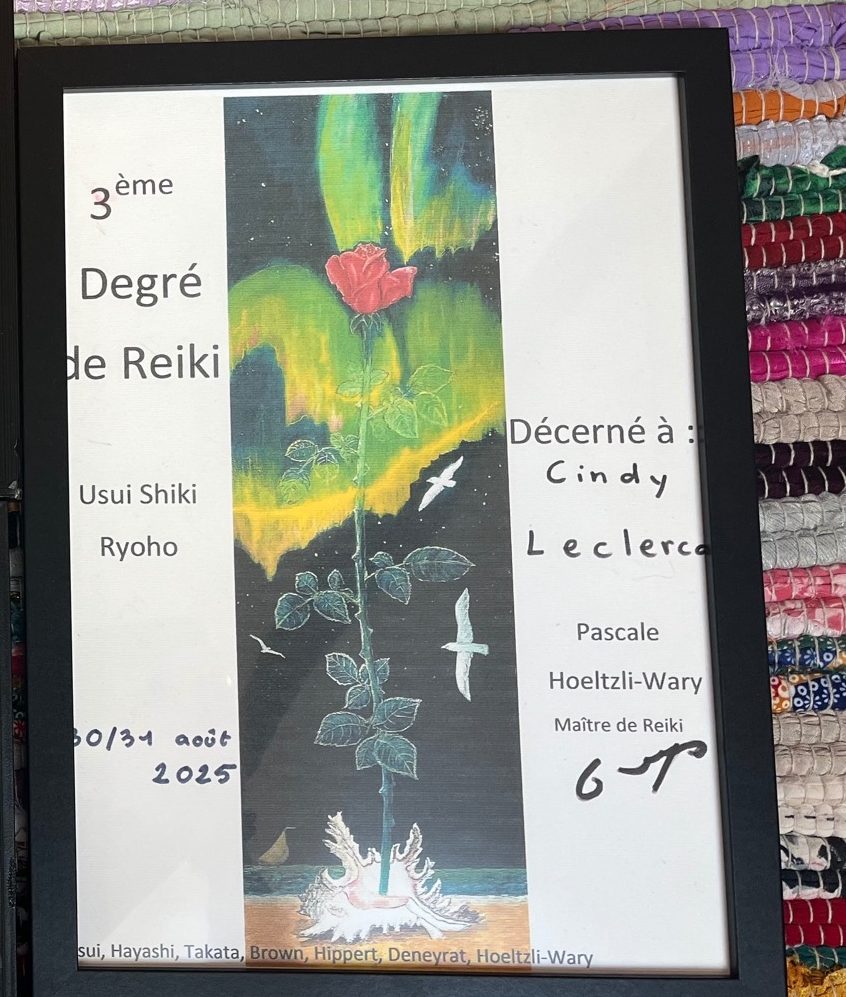 3ème
Degré
de Reiki
Usui Shiki
Ryoho
30/31 août
2025
Décerné à :
Cindy
Leclercq
Pascale
Hoeltzli-Wary
Maître de Reiki
sui, Hayashi, Takata, Brown, Hippert, Deneyrat, Hoeltzli-Wary